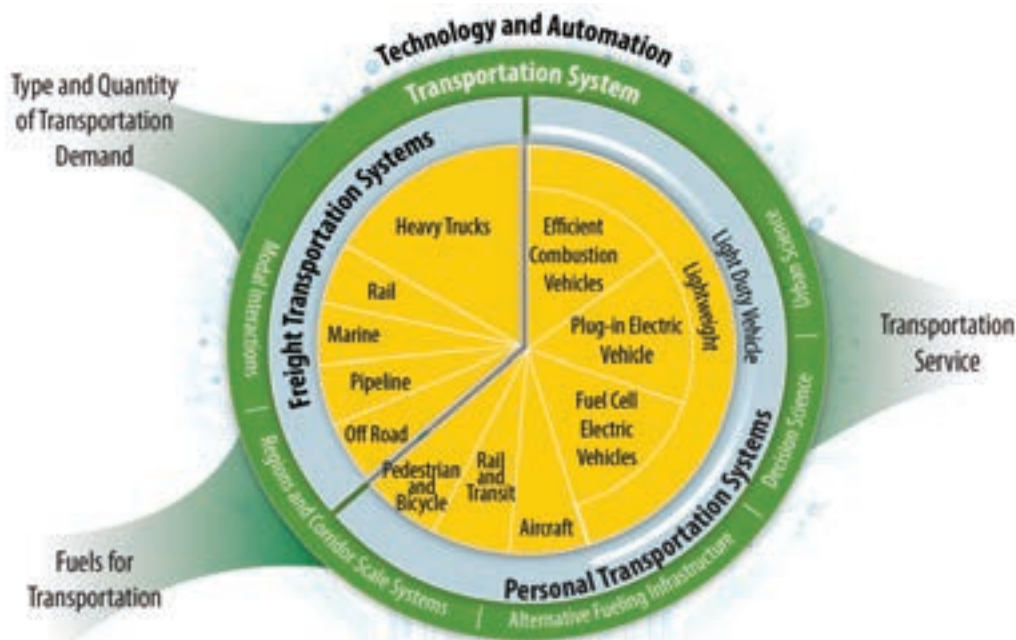 Technology and Automation
Transportation System
Type and Quantity
of Transportation
Demand
Freight Transportation Systems
Heavy Trucks
Rail
Marine
Pipeline
Off Road
Efficient
Combustion
Vehicles
Plug-in Electric
Vehicle
Fuel Cell
Electric
Vehicles
Lightweight
Light Duty Vehicle
Pedestrian
and
Bicycle
Rail
and
Transit
Aircraft
Personal Transportation Systems
Modal Interactions
Regions and Corridor Scale Systems
Alternative Fueling Infrastructure
Decision Science
Urban Science
Transportation
Service
Fuels for
Transportation